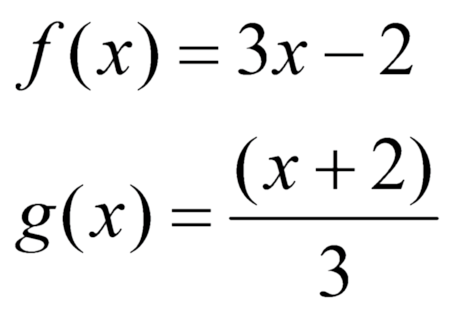 f(x) = 3x − 2
g(x) = (x + 2)/3